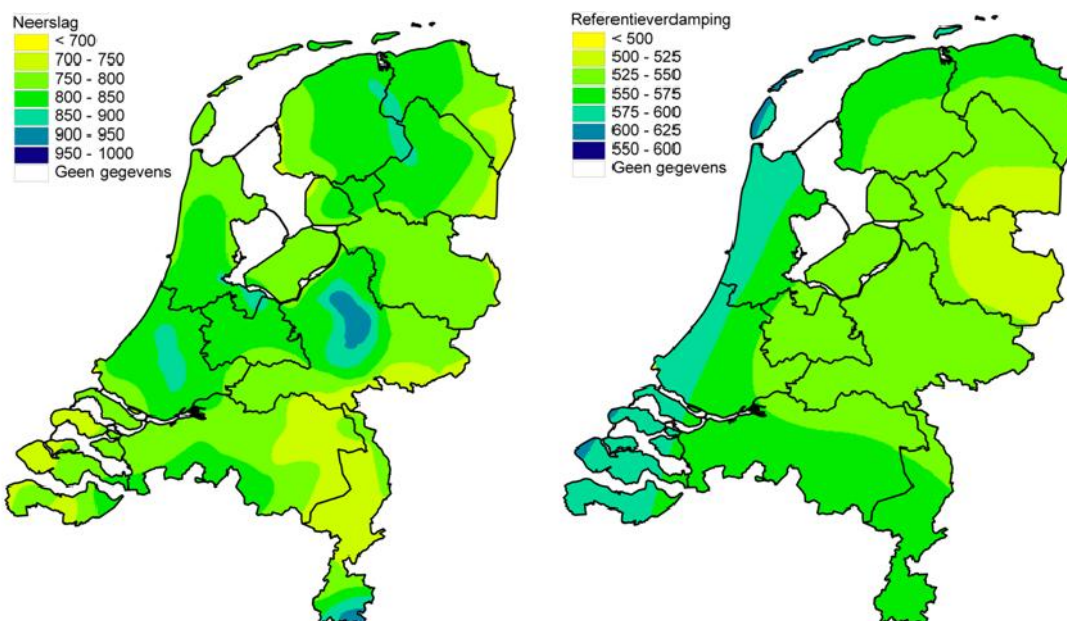 Neerslag
< 700
700 - 750
750 - 800
800 - 850
850 - 900
900 - 950
950 - 1000
Geen gegevens
Referentieverdamping
< 500
500 - 525
525 - 550
550 - 575
575 - 600
600 - 625
550 - 600
Geen gegevens